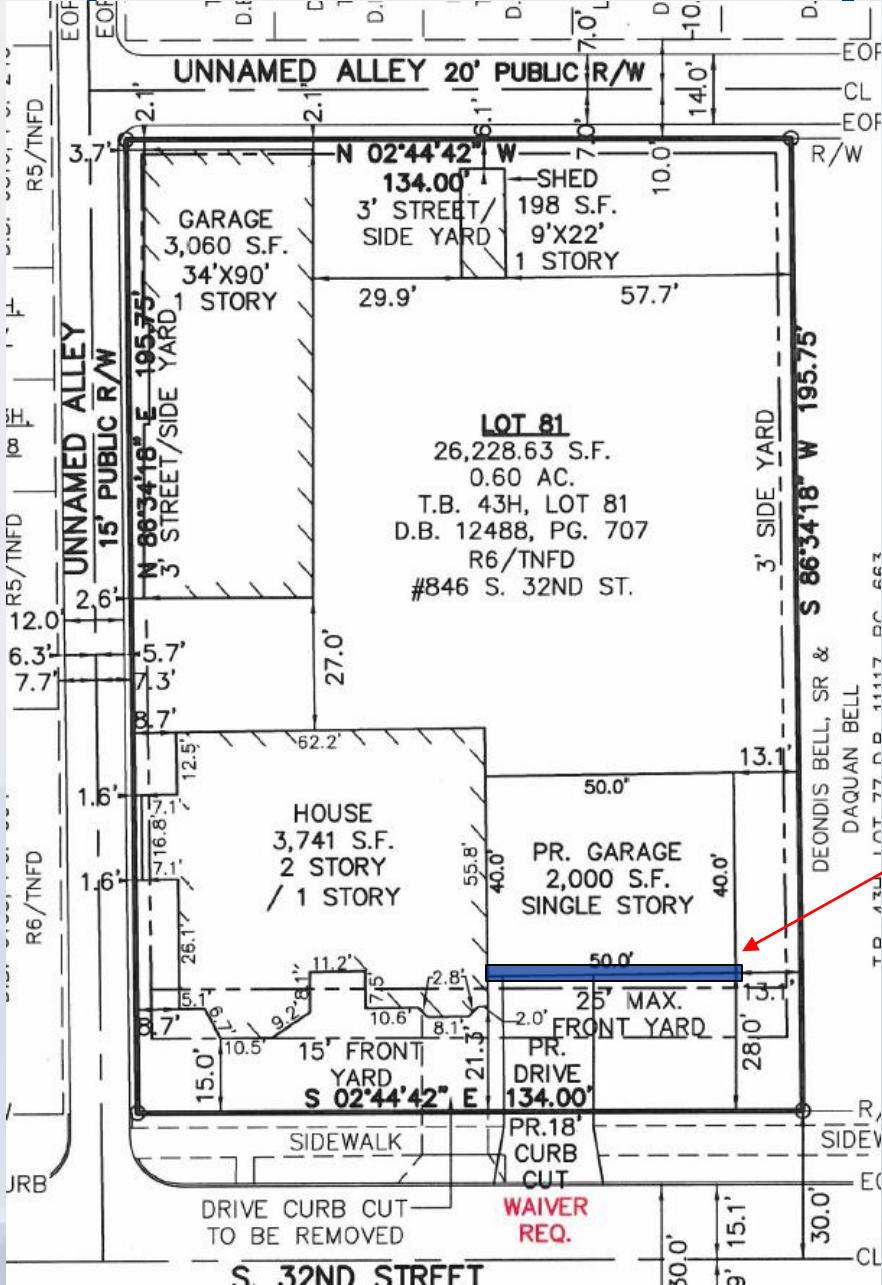 EOP
EOP
7.0'
10.
14.0'
UNNAMED ALLEY 20' PUBLIC R/W
CL
2.1'
2.1'
6.1'
7.0'
10.0'
R/W
R5/TNFD
3.7'
N 02°44'42" W
134.00'
3' STREET/
SIDE YARD
SHED
198 S.F.
9'X22'
1 STORY
GARAGE
3,060 S.F.
34'X90'
1 STORY
29.9'
57.7'
UNNAMED ALLEY
15' PUBLIC R/W
N 86°34'18" E 195.75'
3' STREET/SIDE YARD
LOT 81
26,228.63 S.F.
0.60 AC.
T.B. 43H, LOT 81
D.B. 12488, PG. 707
R6/TNFD
#846 S. 32ND ST.
3' SIDE YARD
S 86°34'18" W 195.75'
R5/TNFD
2.6'
12.0'
6.3'
7.7'
5.7'
7.3'
8.7'
27.0'
62.2'
12.5'
13.1'
50.0'
DEONDIS BELL, SR &
DAQUAN BELL
1.6'
7.1'
16.8'
7.1'
1.6'
HOUSE
3,741 S.F.
2 STORY
/ 1 STORY
55.8'
40.0'
PR. GARAGE
2,000 S.F.
SINGLE STORY
40.0'
R6/TNFD
26.1'
50.0'
11.2'
8.1'
7.5
2.8'
13.1'
25' MAX.
FRONT YARD
5.1'
6.7'
9.2'
10.6'
8.1'
2.0'
8.7'
10.5'
15.0'
15' FRONT
YARD
21.3'
PR.
DRIVE
28.0'
S 02°44'42" E 134.00'
SIDEWALK
PR.18'
CURB
CUT
DRIVE CURB CUT
TO BE REMOVED
WAIVER
REQ.
15.1'
30.0'
30.0'
CL
S. 32ND STREET